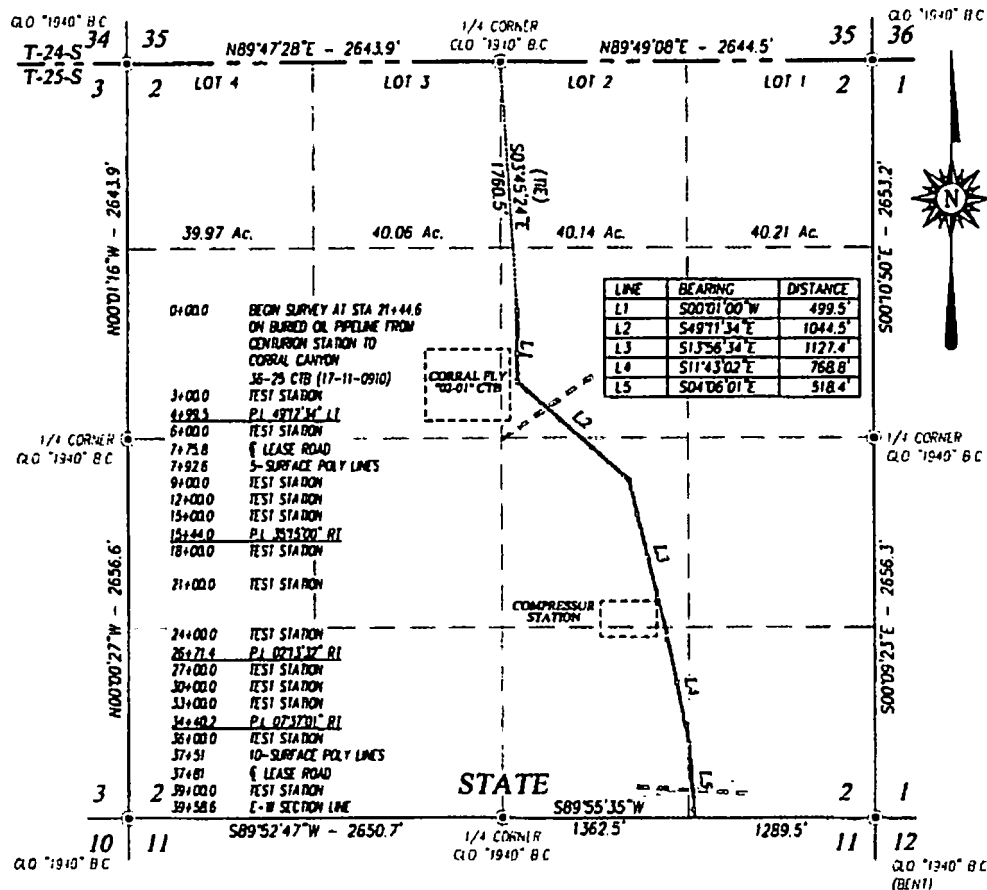 GLO "1940" B.C
1/4 CORNER
GLO "1940" B.C
GLO "1940" B.C
34 35
N89°47'28"E - 2643.9'
N89°49'08"E - 2644.5'
35 36
T-24-S
T-25-S
3 2
LOT 4
LOT 3
LOT 2
LOT 1
2 1
N00°01'16"W - 2643.9'
(TIE)
S03°45'24"E
1760.5'
S00°10'50"E - 2653.2'
N
39.97 Ac.
40.06 Ac.
40.14 Ac.
40.21 Ac.
LINE BEARING DISTANCE
L1 S00°01'00"W 499.5'
L2 S49°11'34"E 1044.5'
L3 S13°56'34"E 1127.4'
L4 S11°43'02"E 768.8'
L5 S04°06'01"E 518.4'
0+00.0 BEGIN SURVEY AT STA 21+44.6
ON BURIED OIL PIPELINE FROM
CENTURION STATION TO
CORRAL CANYON
36-25 CTB (17-11-0910)
3+00.0 TEST STATION
4+99.5 P.I. 49°12'34" LT
6+00.0 TEST STATION
7+75.8 ℄ LEASE ROAD
7+92.6 5-SURFACE POLY LINES
9+00.0 TEST STATION
12+00.0 TEST STATION
15+00.0 TEST STATION
15+44.0 P.I. 35°15'00" RT
18+00.0 TEST STATION
21+00.0 TEST STATION
24+00.0 TEST STATION
26+71.4 P.I. 02°13'32" RT
27+00.0 TEST STATION
30+00.0 TEST STATION
33+00.0 TEST STATION
34+40.2 P.I. 07°37'01" RT
36+00.0 TEST STATION
37+51 10-SURFACE POLY LINES
37+81 ℄ LEASE ROAD
39+00.0 TEST STATION
39+58.6 E-W SECTION LINE
L1
CORRAL FLY
"02-01" CTB
L2
1/4 CORNER
GLO "1940" B.C
1/4 CORNER
GLO "1940" B.C
L3
COMPRESSUR
STATION
N00°00'27"W - 2656.6'
S00°09'23"E - 2656.3'
L4
L5
STATE
3 2
S89°55'35"W
2 1
S89°52'47"W - 2650.7'
1/4 CORNER
GLO "1940" B.C
1362.5'
1289.5'
10 11
11 12
GLO "1940" B.C
GLO "1940" B.C
(BENT)